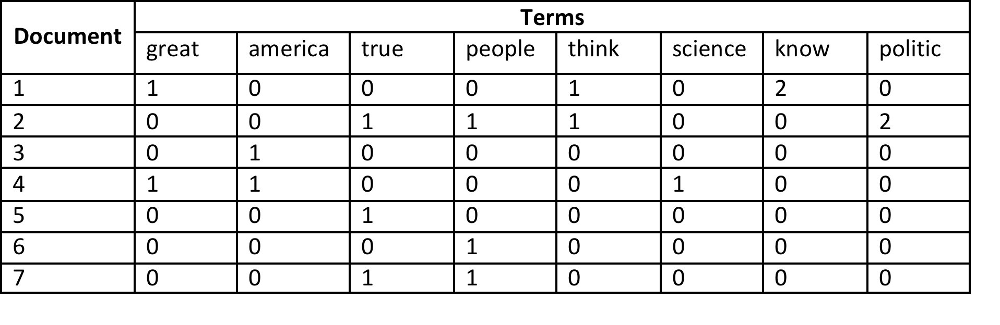 Document Terms
great america true people think science know politic
1 1 0 0 0 1 0 2 0
2 0 0 1 1 1 0 0 2
3 0 1 0 0 0 0 0 0
4 1 1 0 0 0 1 0 0
5 0 0 1 0 0 0 0 0
6 0 0 0 1 0 0 0 0
7 0 0 1 1 0 0 0 0